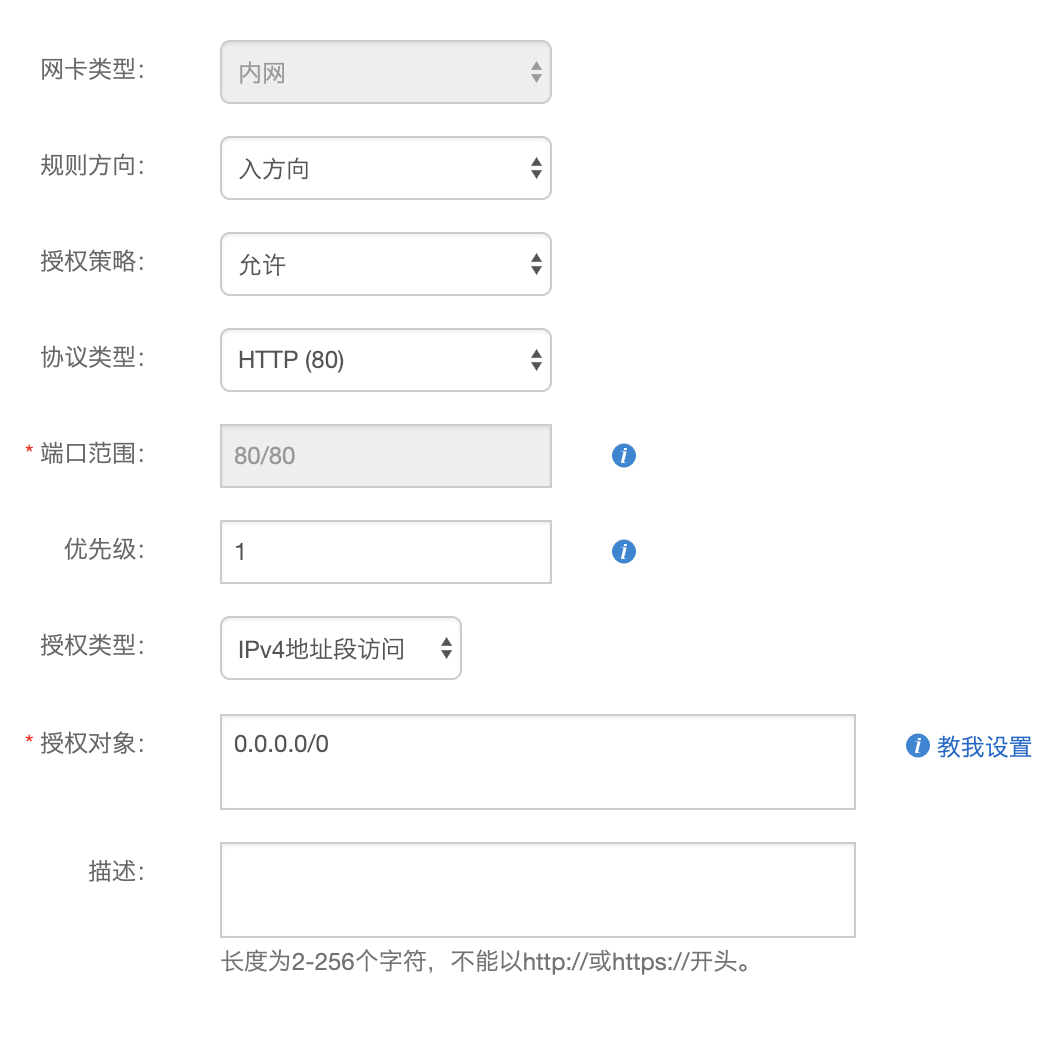 网卡类型： 内网
规则方向： 入方向
授权策略： 允许
协议类型： HTTP (80)
* 端口范围： 80/80
优先级： 1
授权类型： IPv4地址段访问
* 授权对象： 0.0.0.0/0 i 教我设置
描述：
长度为2-256个字符，不能以http://或https://开头。